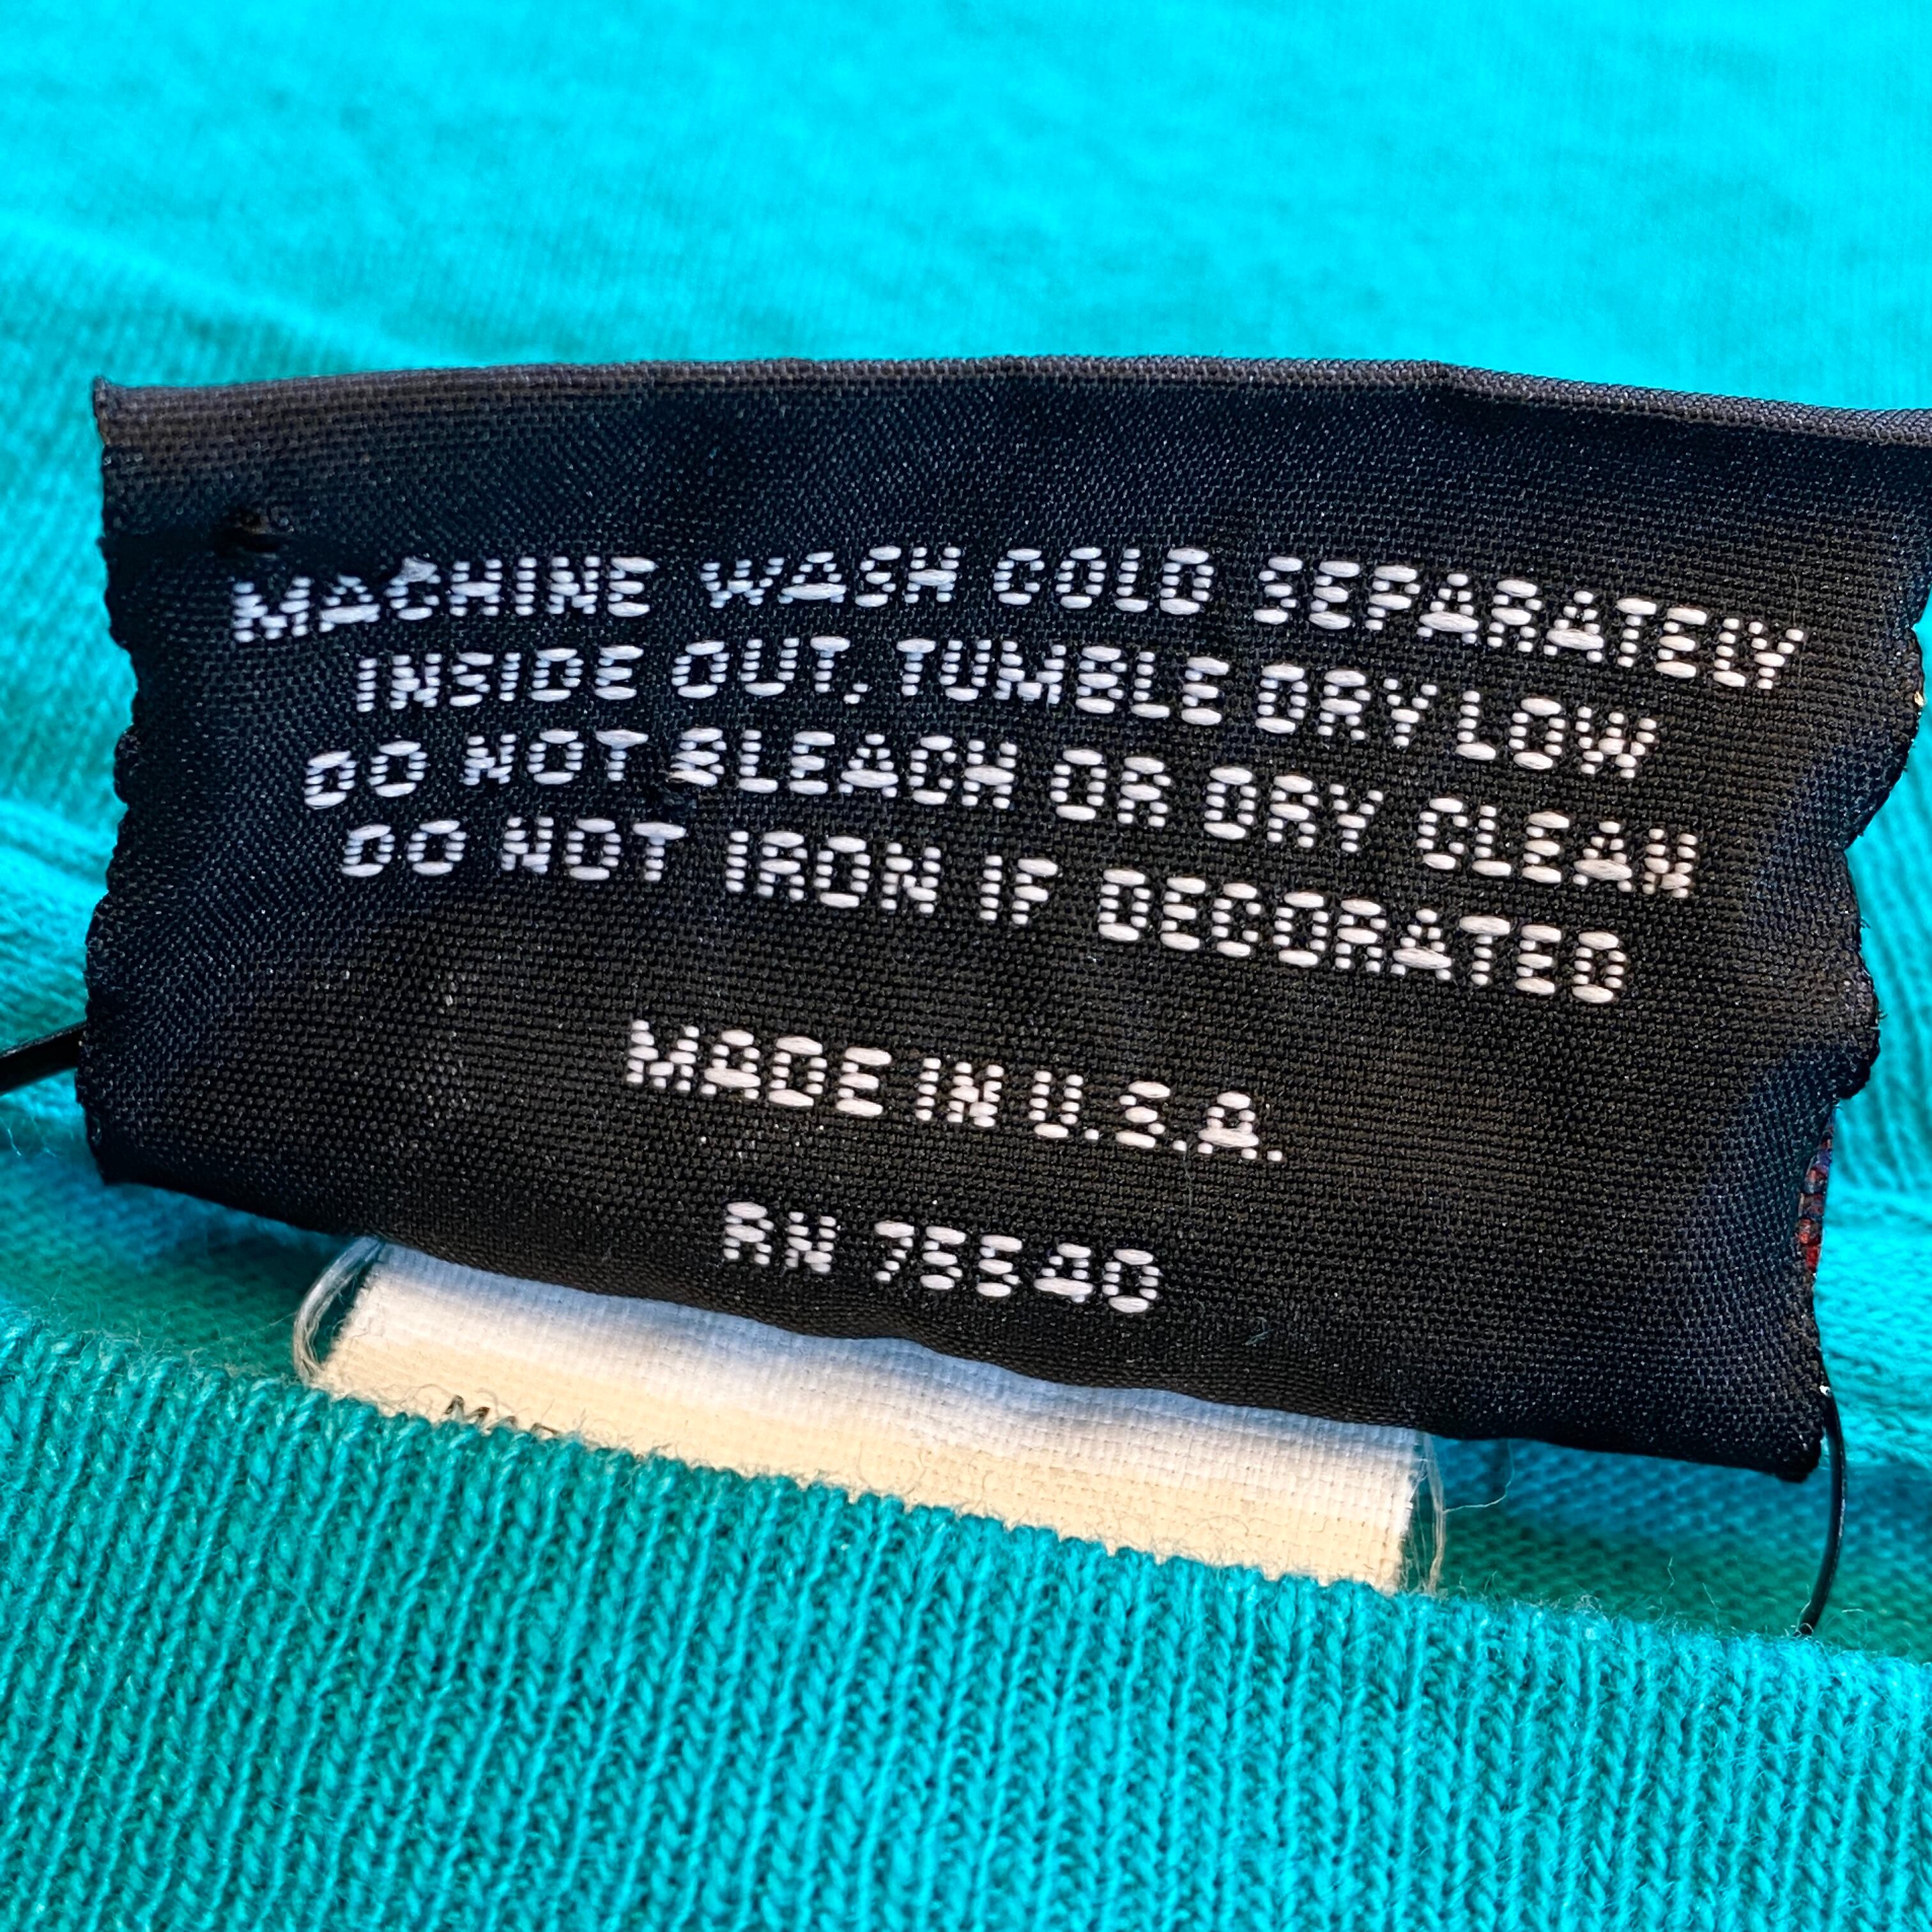 MACHINE WASH COLD SEPARATELY
INSIDE OUT, TUMBLE DRY LOW
DO NOT BLEACH OR DRY CLEAN
DO NOT IRON IF DECORATED
MADE IN U.S.A.
RN 75540